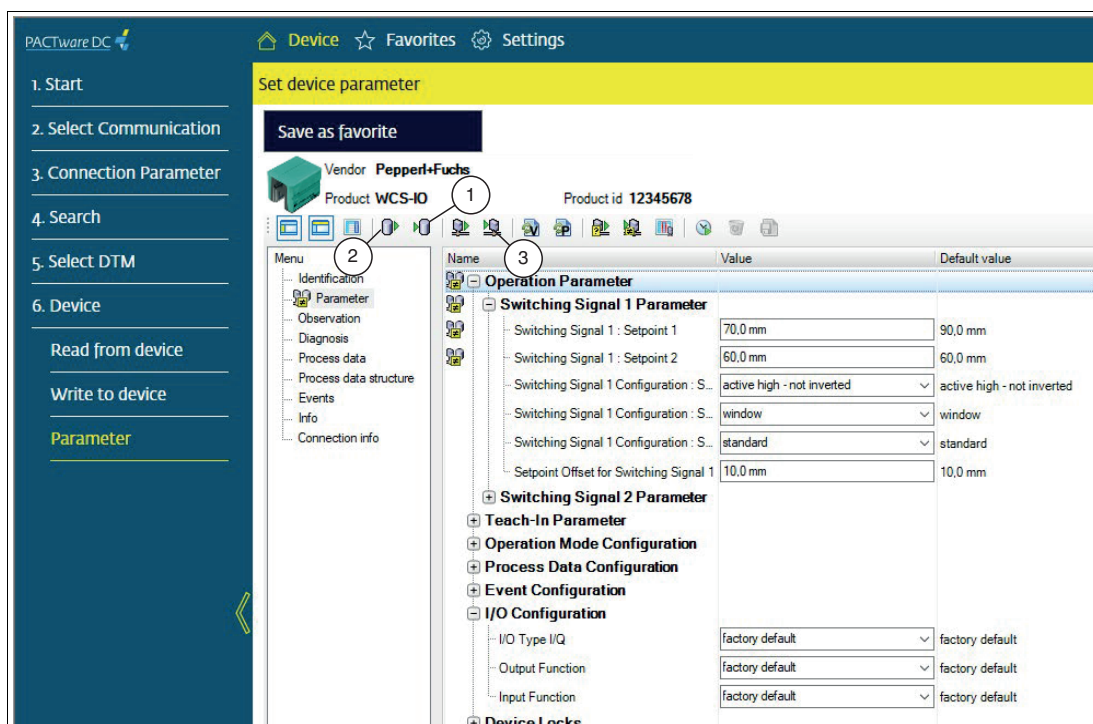 PACTware DC
Device Favorites Settings
1. Start
2. Select Communication
3. Connection Parameter
4. Search
5. Select DTM
6. Device
Read from device
Write to device
Parameter
Set device parameter
Save as favorite
Vendor Pepperl+Fuchs
Product WCS-IO Product id 12345678
1
2
3
V
P
Menu
Identification
Parameter
Observation
Diagnosis
Process data
Process data structure
Events
Info
Connection info
Name Value Default value
Operation Parameter
Switching Signal 1 Parameter
Switching Signal 1 : Setpoint 1 70,0 mm 90,0 mm
Switching Signal 1 : Setpoint 2 60,0 mm 60,0 mm
Switching Signal 1 Configuration : S... active high - not inverted active high - not inverted
Switching Signal 1 Configuration : S... window window
Switching Signal 1 Configuration : S... standard standard
Setpoint Offset for Switching Signal 1 10,0 mm 10,0 mm
Switching Signal 2 Parameter
Teach-In Parameter
Operation Mode Configuration
Process Data Configuration
Event Configuration
I/O Configuration
I/O Type I/Q factory default factory default
Output Function factory default factory default
Input Function factory default factory default
Device Locks